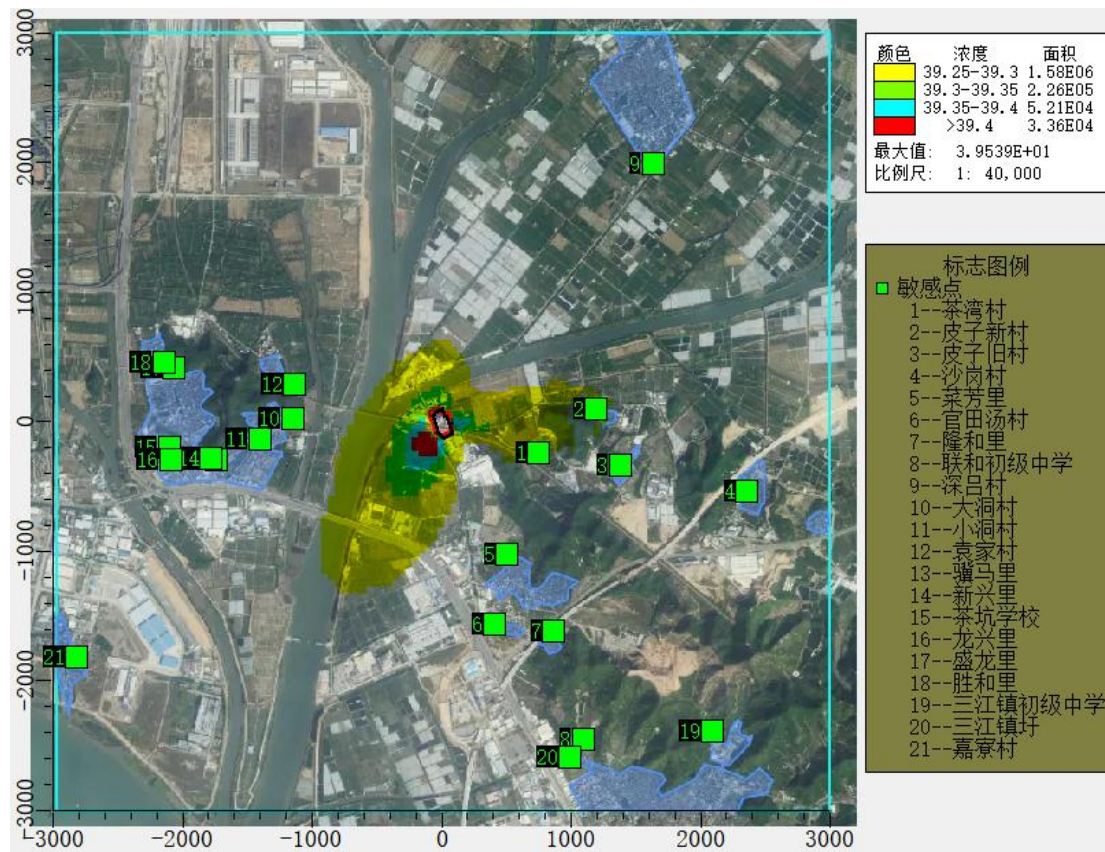 颜色 浓度 面积
39.25-39.3 1.58E06
39.3-39.35 2.26E05
39.35-39.4 5.21E04
>39.4 3.36E04
最大值: 3.9539E+01
比例尺: 1: 40,000
标志图例
敏感点
1--茶湾村
2--皮子新村
3--皮子旧村
4--沙岗村
5--菜芳里
6--官田汤村
7--隆和里
8--联和初级中学
9--深吕村
10--大洞村
11--小洞村
12--袁家村
13--骥马里
14--新兴里
15--茶坑学校
16--龙兴里
17--盛龙里
18--胜和里
19--三江镇初级中学
20--三江镇圩
21--嘉寮村
3000
2000
1000
0
-1000
-2000
-3000
-3000 -2000 -1000 0 1000 2000 3000
9
18
12
10
11
2
1
3
15
16
14
4
5
6
7
21
19
8
20